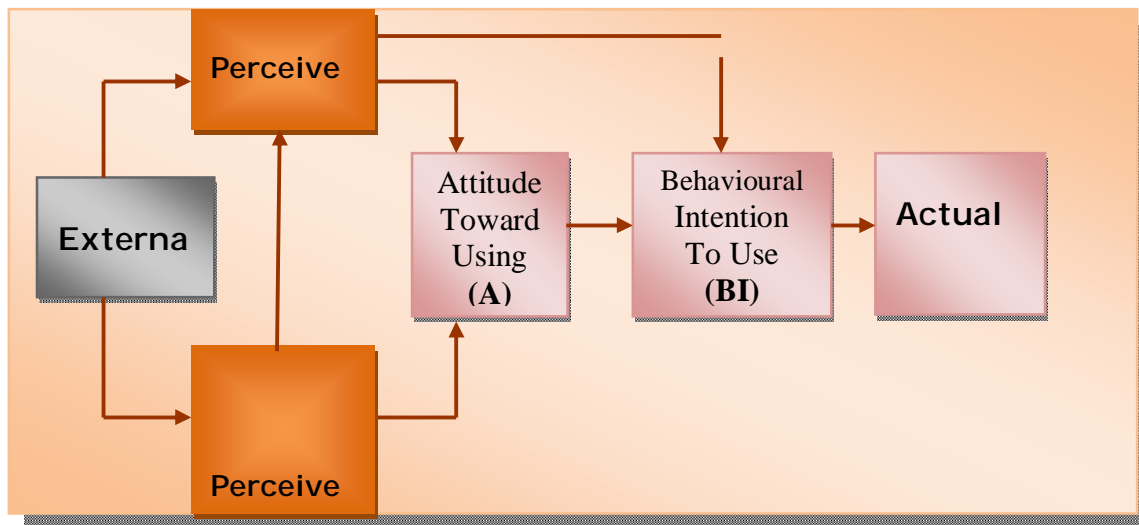 Perceive
Externa
Attitude
Toward
Using
(A)
Behavioural
Intention
To Use
(BI)
Actual
Perceive